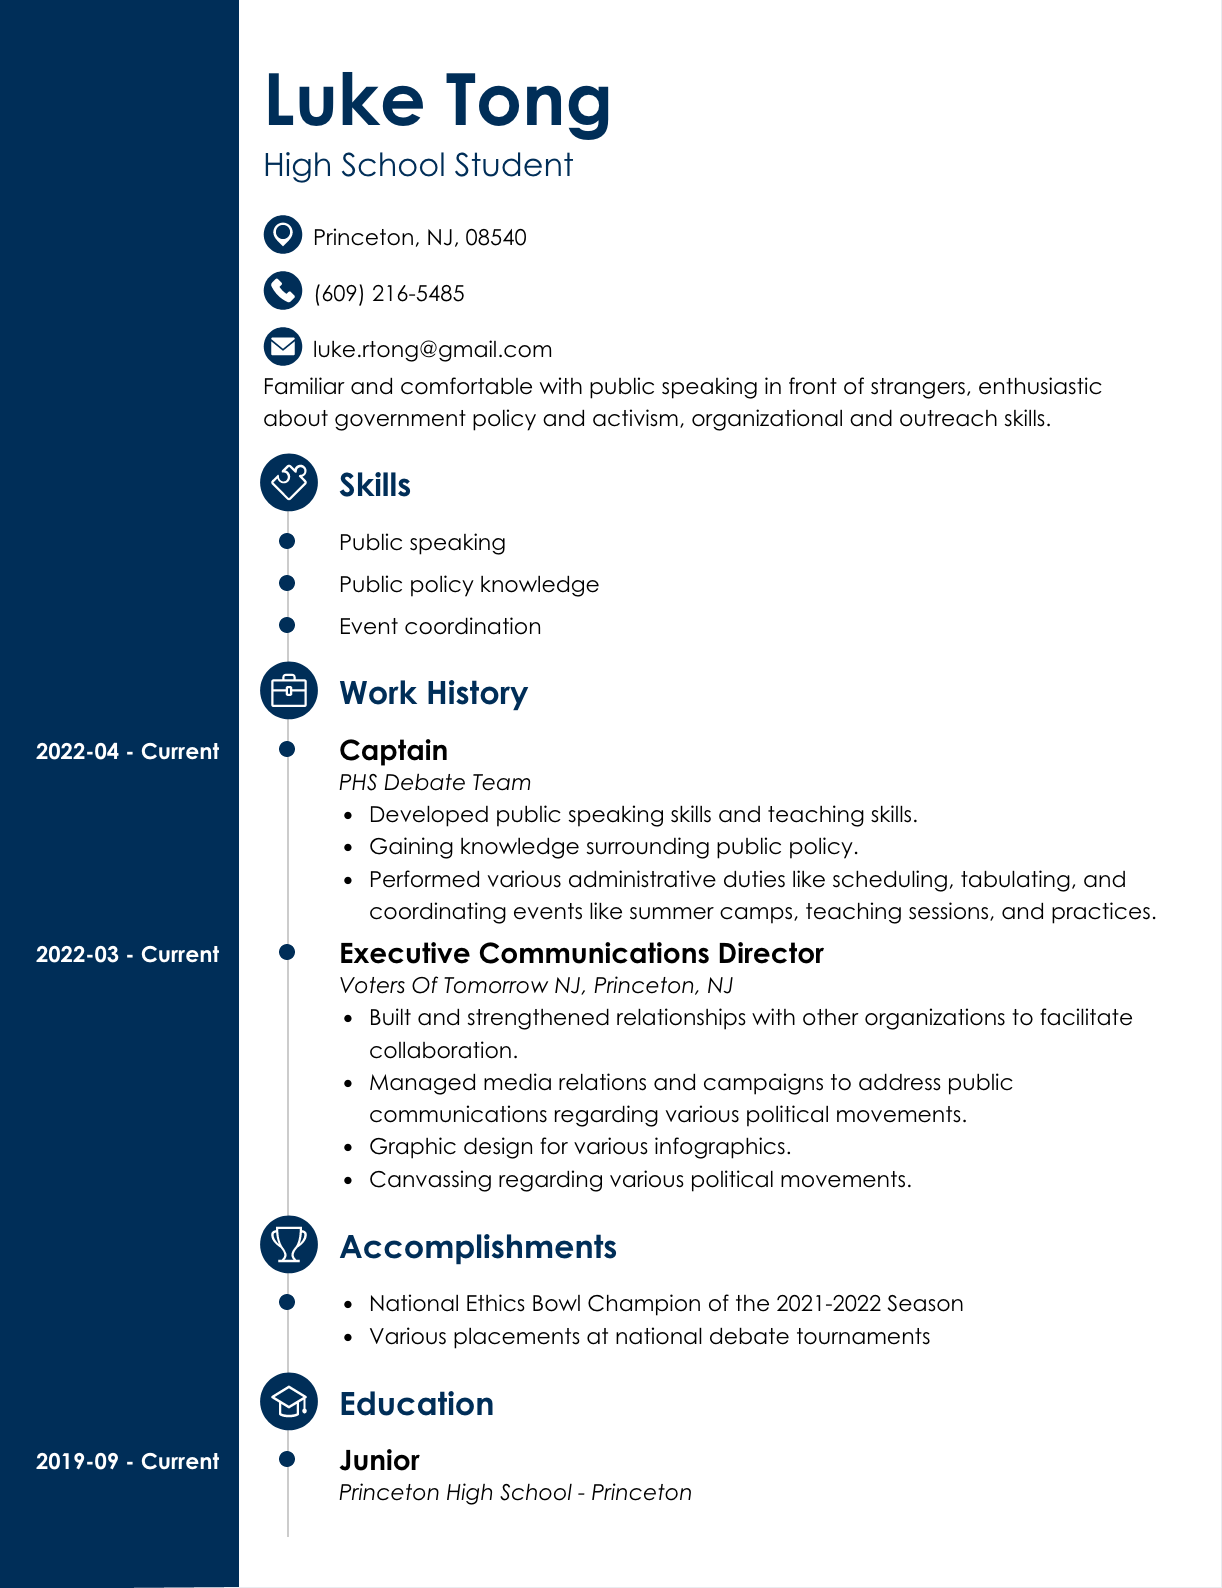 Luke Tong
High School Student
Princeton, NJ, 08540
(609) 216-5485
luke.rtong@gmail.com
Familiar and comfortable with public speaking in front of strangers, enthusiastic
about government policy and activism, organizational and outreach skills.
Skills
Public speaking
Public policy knowledge
Event coordination
Work History
2022-04 - Current
Captain
PHS Debate Team
• Developed public speaking skills and teaching skills.
• Gaining knowledge surrounding public policy.
• Performed various administrative duties like scheduling, tabulating, and
coordinating events like summer camps, teaching sessions, and practices.
2022-03 - Current
Executive Communications Director
Voters Of Tomorrow NJ, Princeton, NJ
• Built and strengthened relationships with other organizations to facilitate
collaboration.
• Managed media relations and campaigns to address public
communications regarding various political movements.
• Graphic design for various infographics.
• Canvassing regarding various political movements.
Accomplishments
• National Ethics Bowl Champion of the 2021-2022 Season
• Various placements at national debate tournaments
Education
2019-09 - Current
Junior
Princeton High School - Princeton